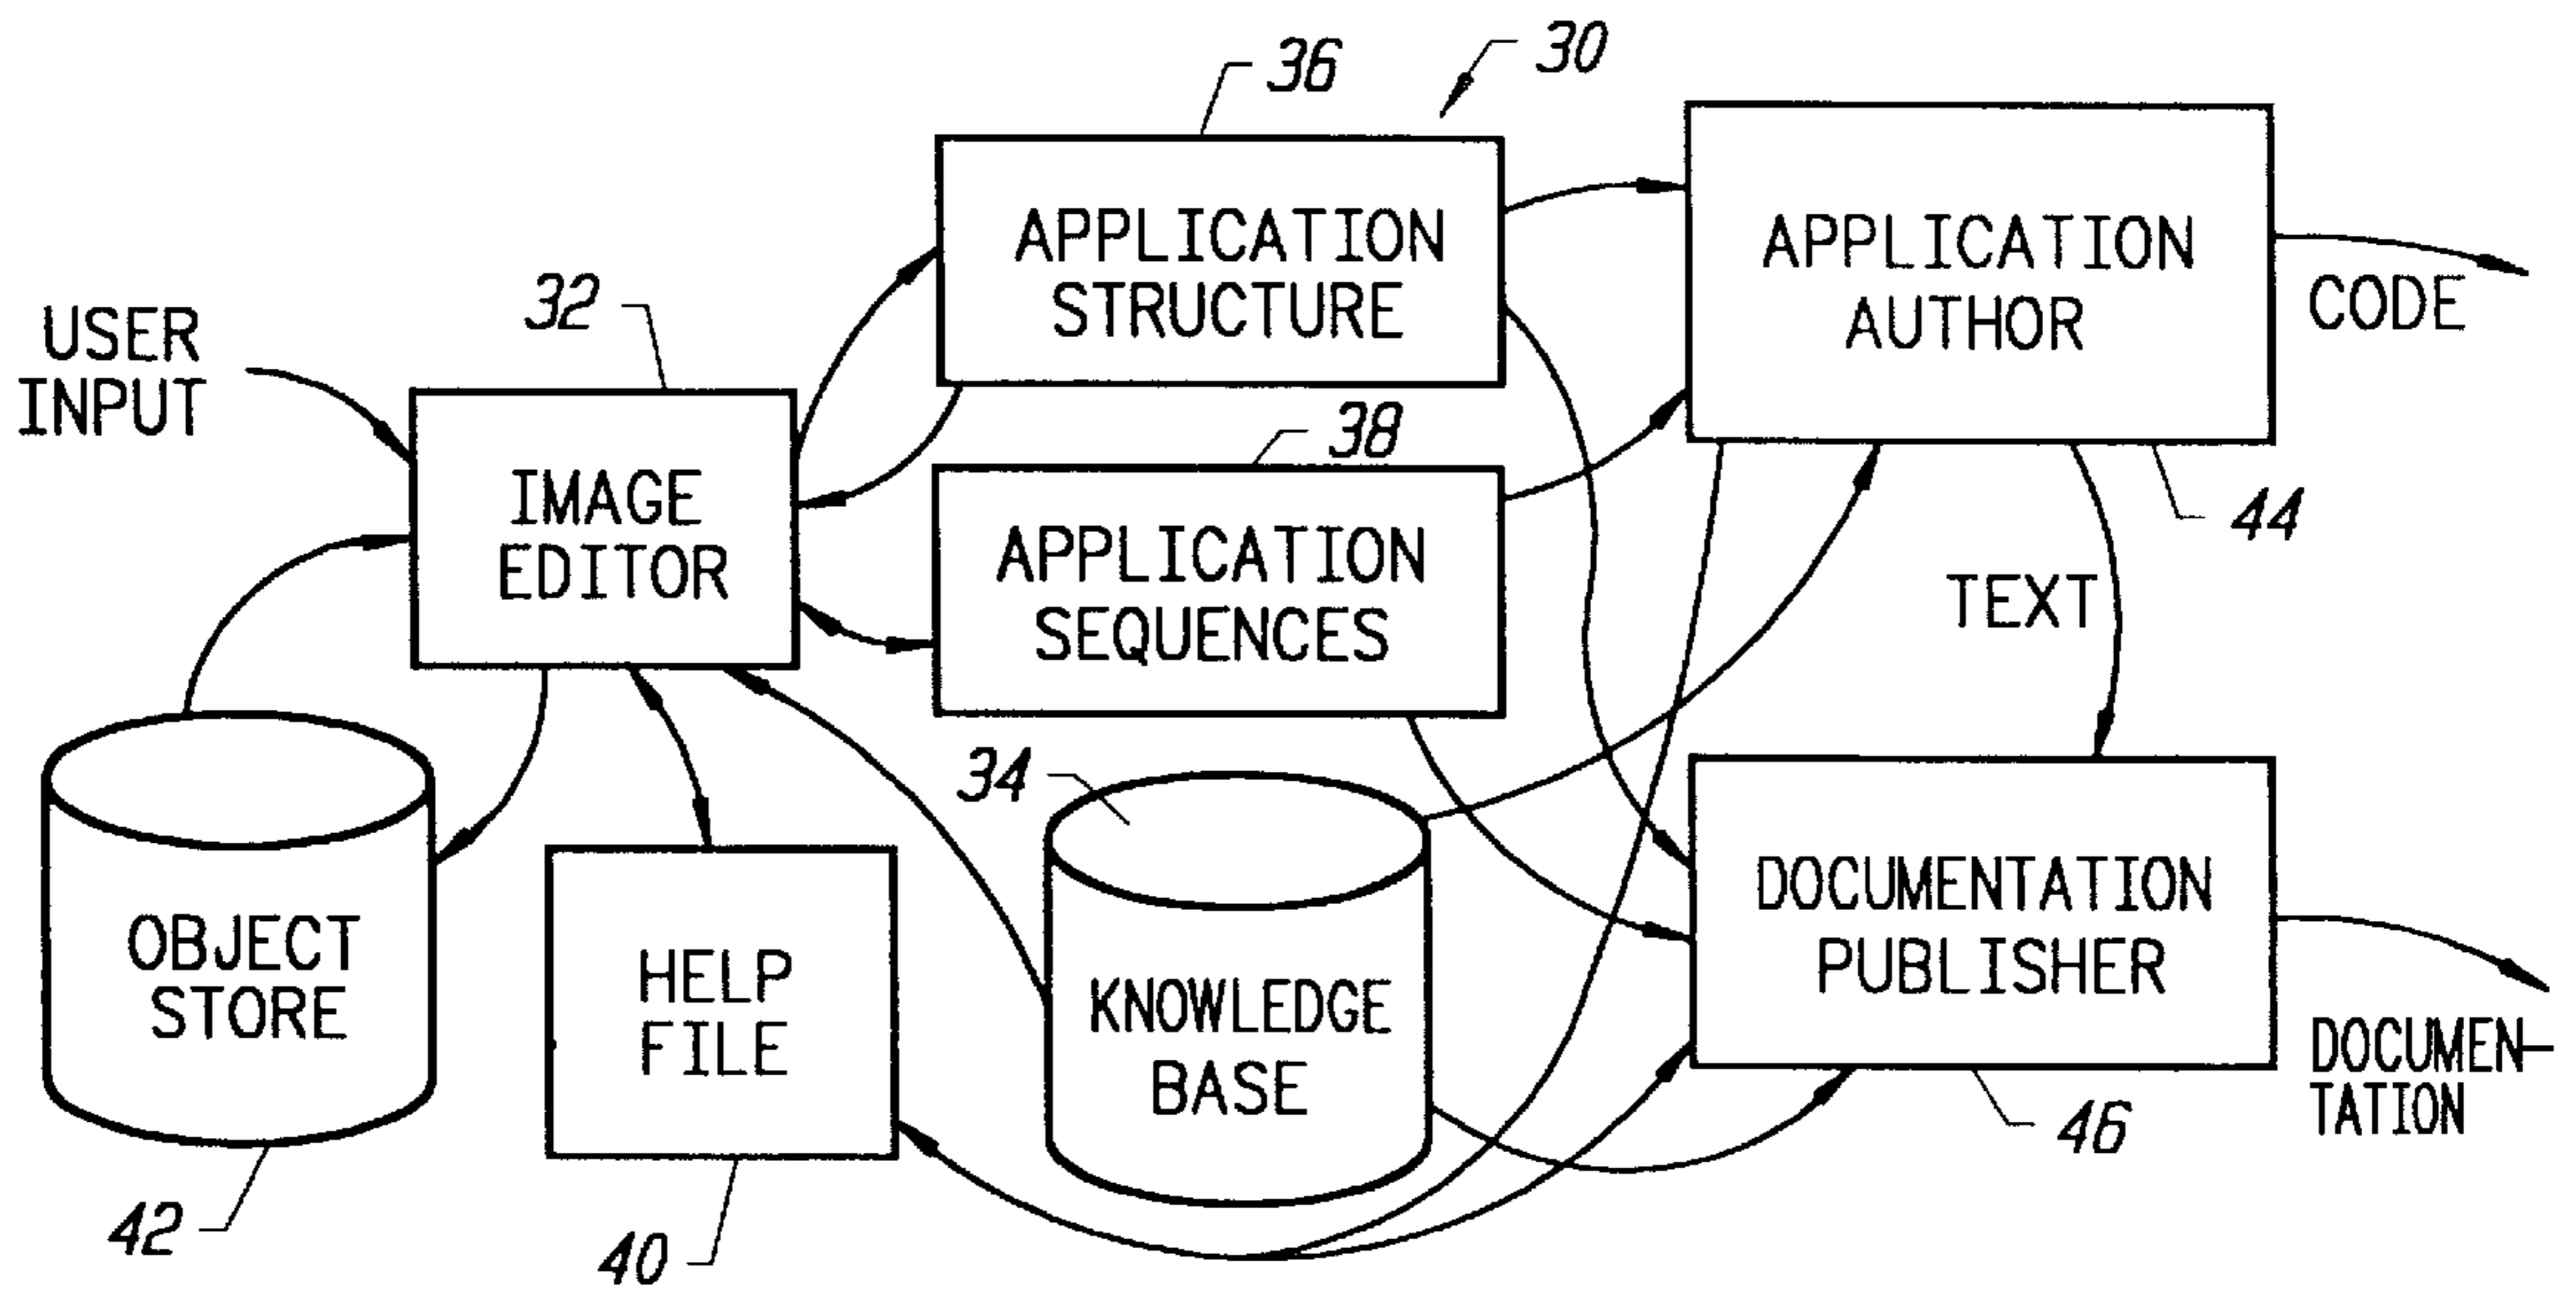 30
36
APPLICATION
STRUCTURE
APPLICATION
AUTHOR
44
CODE
USER
INPUT
32
IMAGE
EDITOR
38
APPLICATION
SEQUENCES
TEXT
OBJECT
STORE
42
HELP
FILE
40
34
KNOWLEDGE
BASE
DOCUMENTATION
PUBLISHER
46
DOCUMEN-
TATION